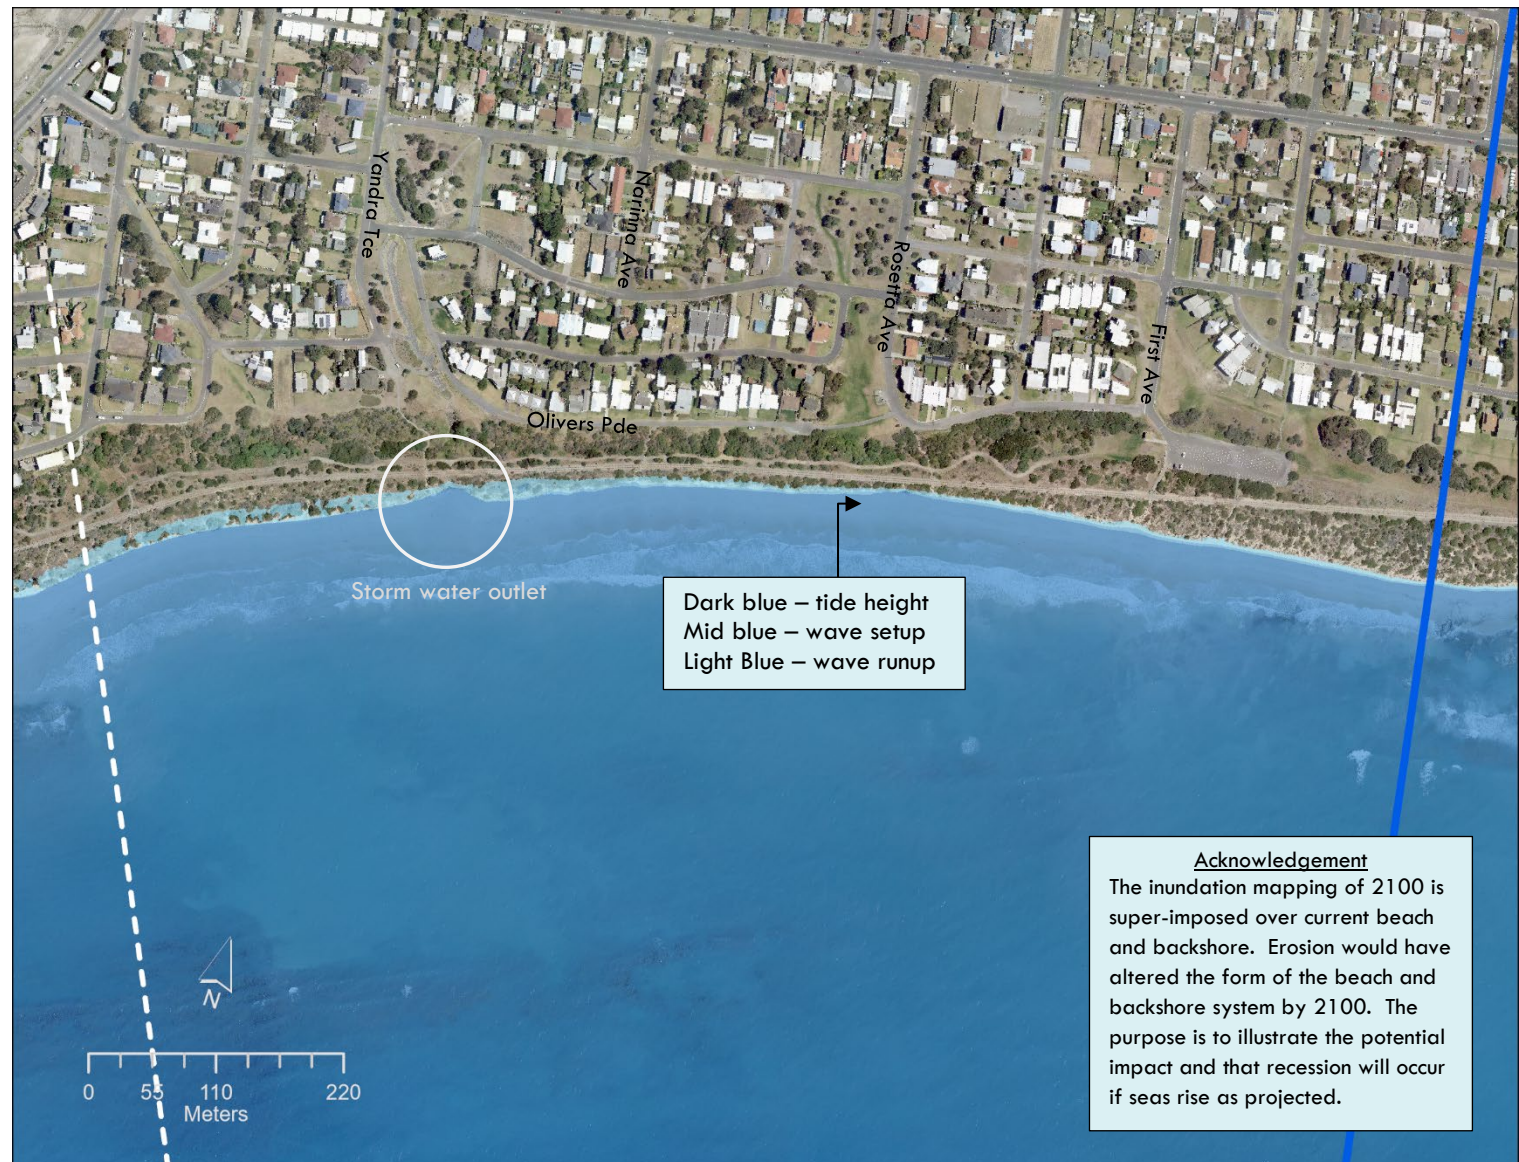 Yandra Tce
Narinna Ave
Rosetta Ave
First Ave
Olivers Pde
Storm water outlet
Dark blue – tide height
Mid blue – wave setup
Light Blue – wave runup
Acknowledgement
The inundation mapping of 2100 is
super-imposed over current beach
and backshore.  Erosion would have
altered the form of the beach and
backshore system by 2100.  The
purpose is to illustrate the potential
impact and that recession will occur
if seas rise as projected.
N
0 55 110 220
Meters